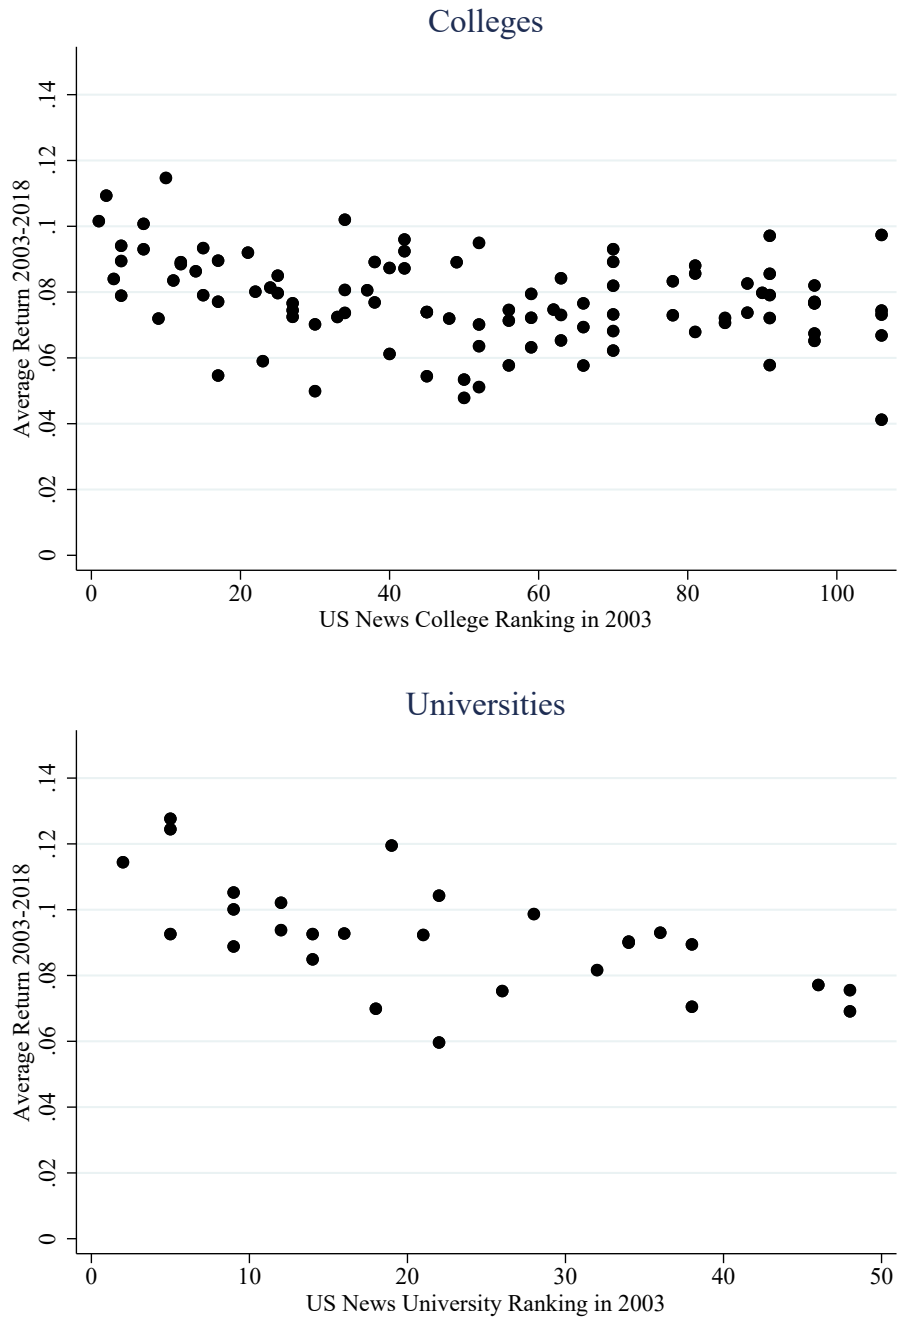 Colleges
Average Return 2003-2018
.14
.12
.1
.08
.06
.04
.02
0
0 20 40 60 80 100
US News College Ranking in 2003
Universities
Average Return 2003-2018
.14
.12
.1
.08
.06
.04
.02
0
0 10 20 30 40 50
US News University Ranking in 2003